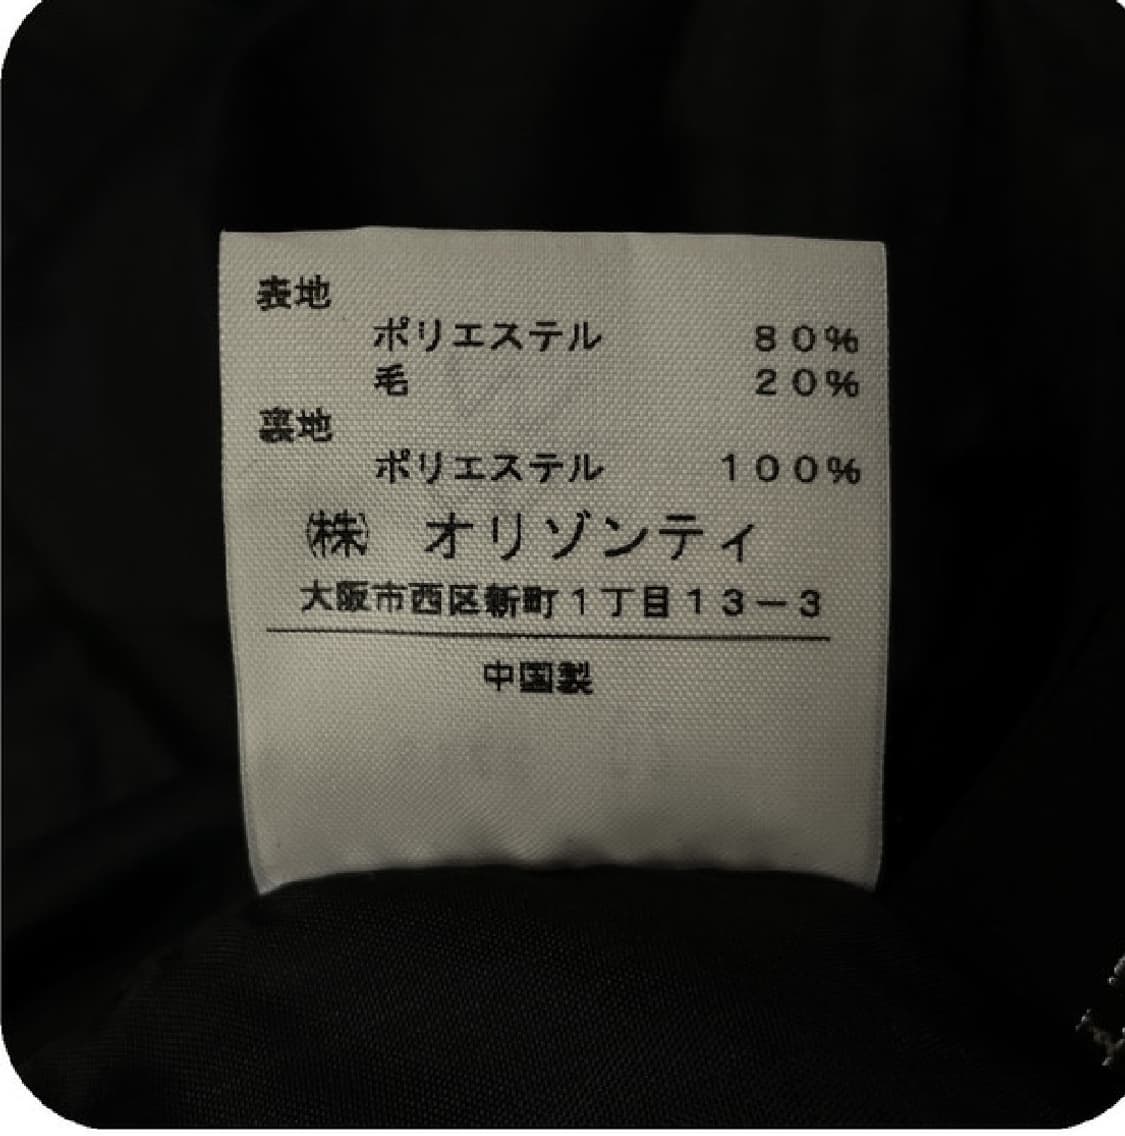 表地
ポリエステル ８０％
毛 ２０％
裏地
ポリエステル １００％
㈱ オリゾンティ
大阪市西区新町１丁目１３－３
中国製